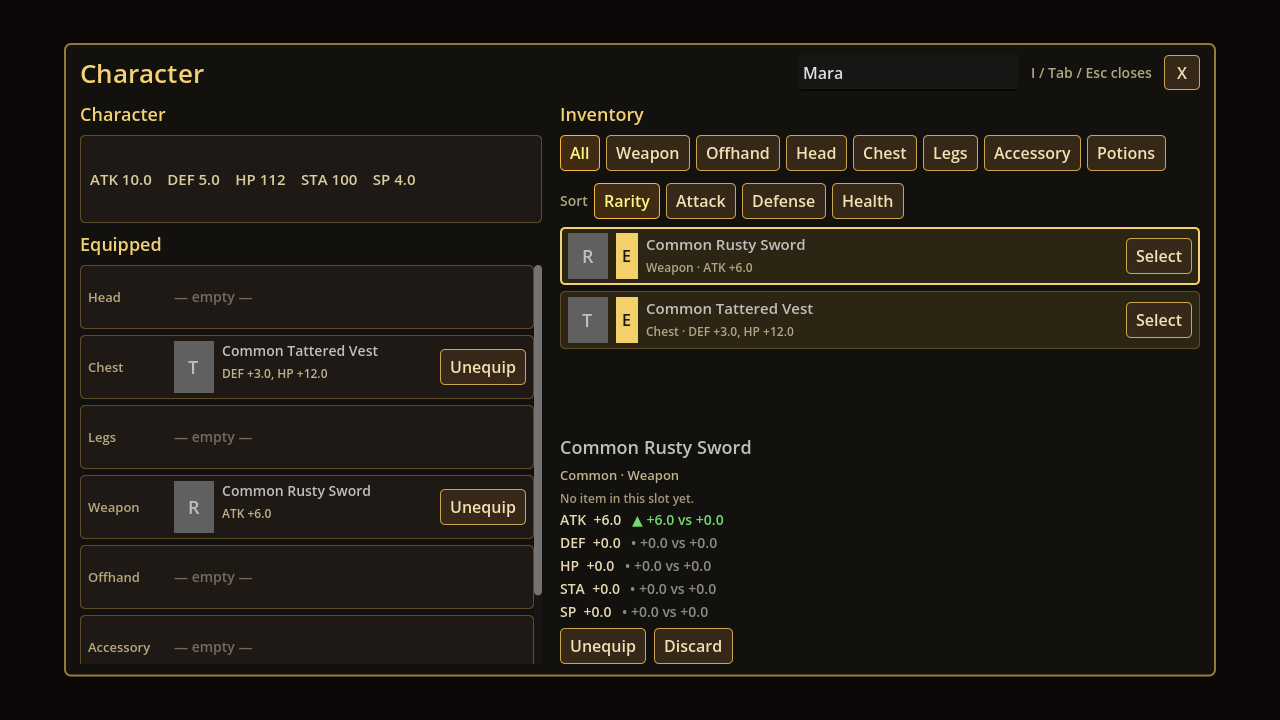 Character
Mara
I / Tab / Esc closes
X
Character
ATK 10.0 DEF 5.0 HP 112 STA 100 SP 4.0
Equipped
Head — empty —
Chest T Common Tattered Vest
DEF +3.0, HP +12.0
Unequip
Legs — empty —
Weapon R Common Rusty Sword
ATK +6.0
Unequip
Offhand — empty —
Accessory — empty —
Inventory
All Weapon Offhand Head Chest Legs Accessory Potions
Sort Rarity Attack Defense Health
R E Common Rusty Sword
Weapon · ATK +6.0
Select
T E Common Tattered Vest
Chest · DEF +3.0, HP +12.0
Select
Common Rusty Sword
Common · Weapon
No item in this slot yet.
ATK +6.0 ▲ +6.0 vs +0.0
DEF +0.0 • +0.0 vs +0.0
HP +0.0 • +0.0 vs +0.0
STA +0.0 • +0.0 vs +0.0
SP +0.0 • +0.0 vs +0.0
Unequip Discard